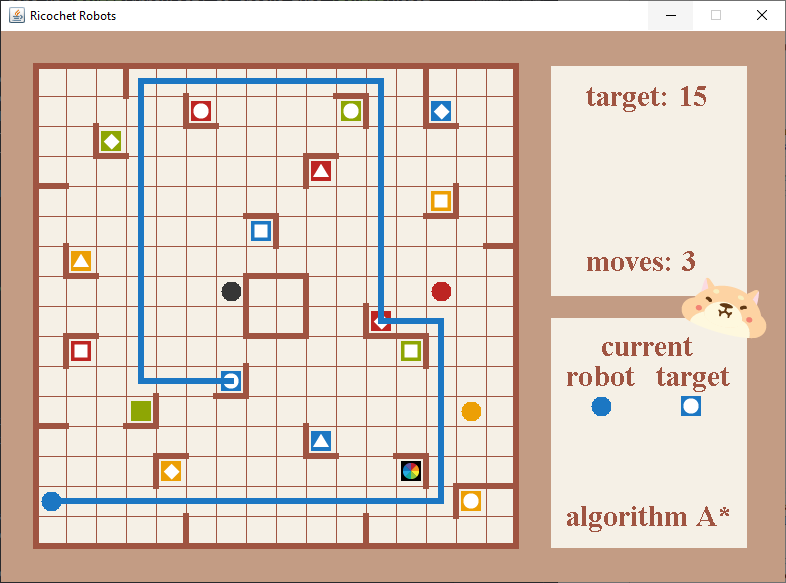 Ricochet Robots
target: 15
moves: 3
current
robot target
algorithm A*